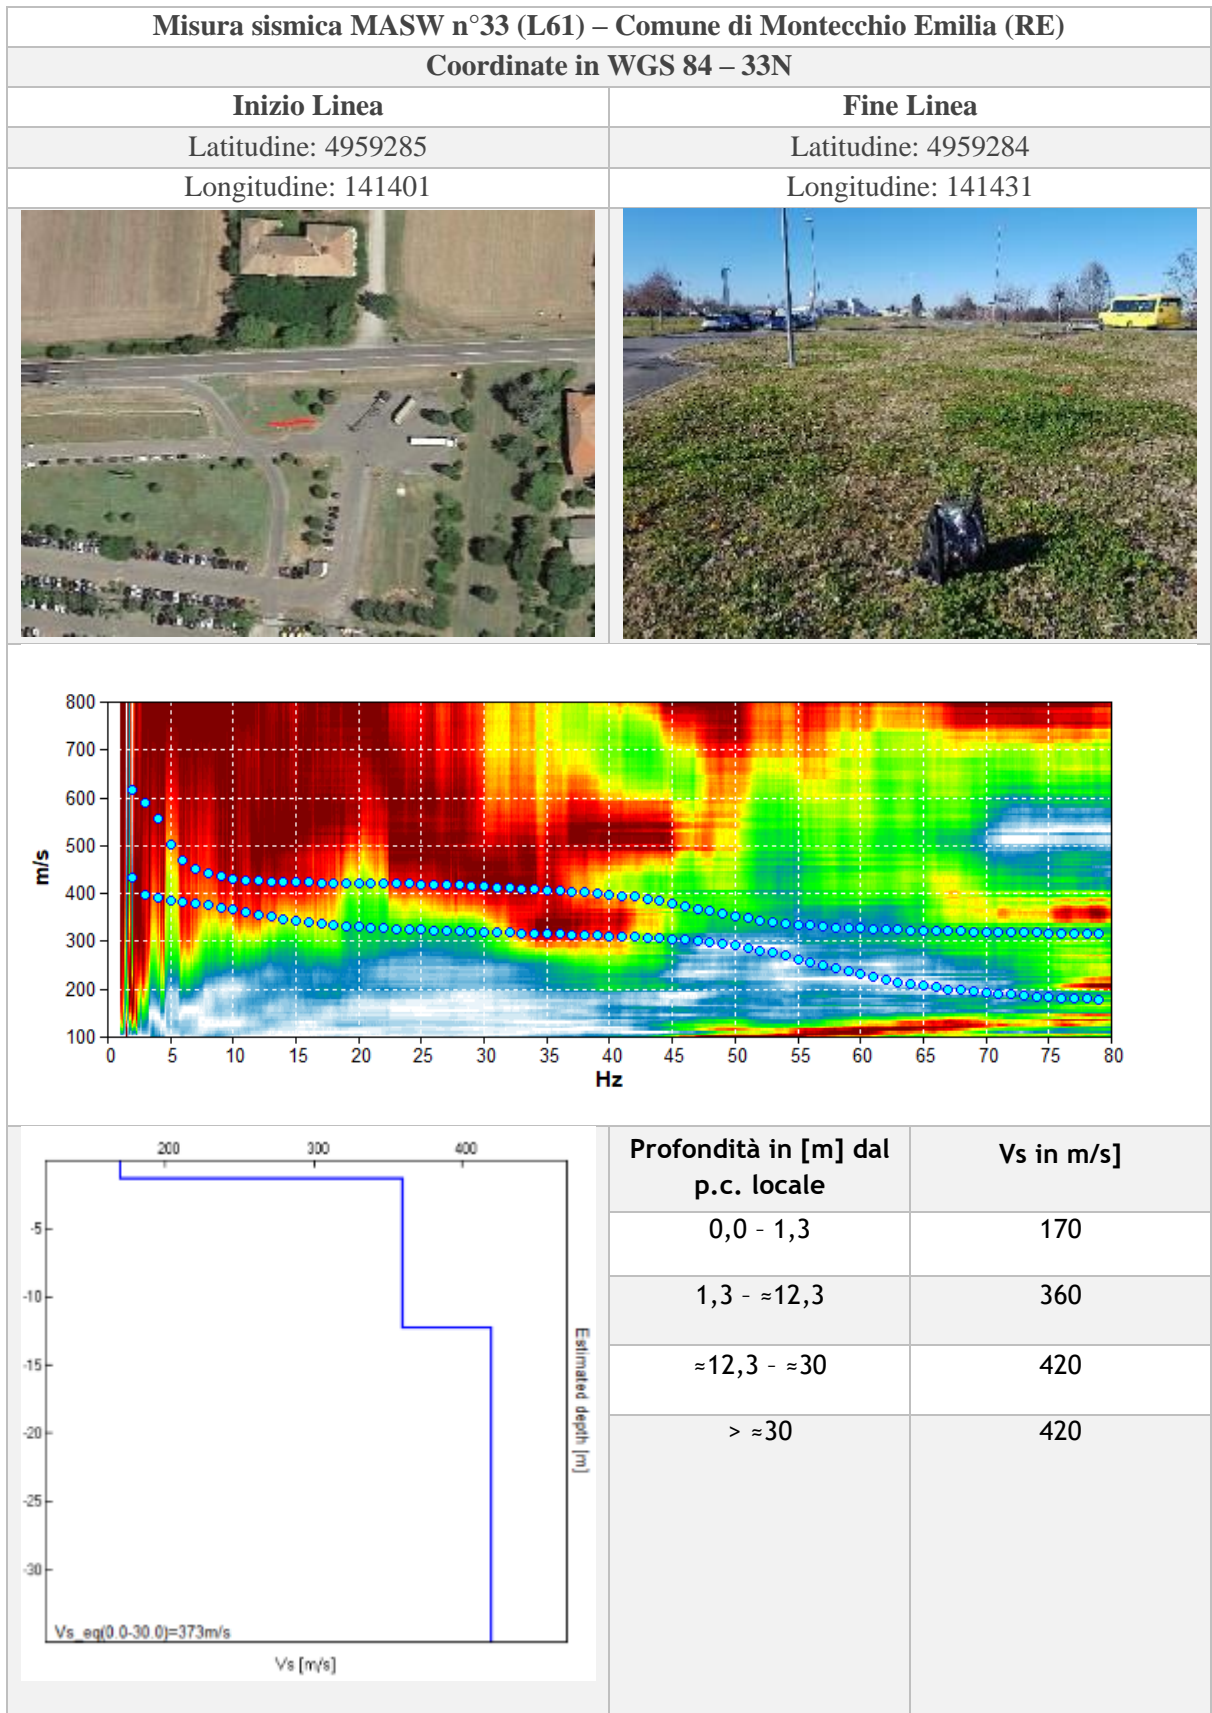 Misura sismica MASW n°33 (L61) – Comune di Montecchio Emilia (RE)
Coordinate in WGS 84 – 33N
Inizio Linea
Fine Linea
Latitudine: 4959285
Latitudine: 4959284
Longitudine: 141401
Longitudine: 141431
800
700
600
500
400
300
200
100
m/s
0 5 10 15 20 25 30 35 40 45 50 55 60 65 70 75 80
Hz
200 300 400
-5
-10
-15
-20
-25
-30
Estimated depth [m]
Vs_eq(0.0-30.0)=373m/s
Vs [m/s]
Profondità in [m] dal
p.c. locale
Vs in m/s]
0,0 – 1,3
170
1,3 – ≈12,3
360
≈12,3 – ≈30
420
> ≈30
420